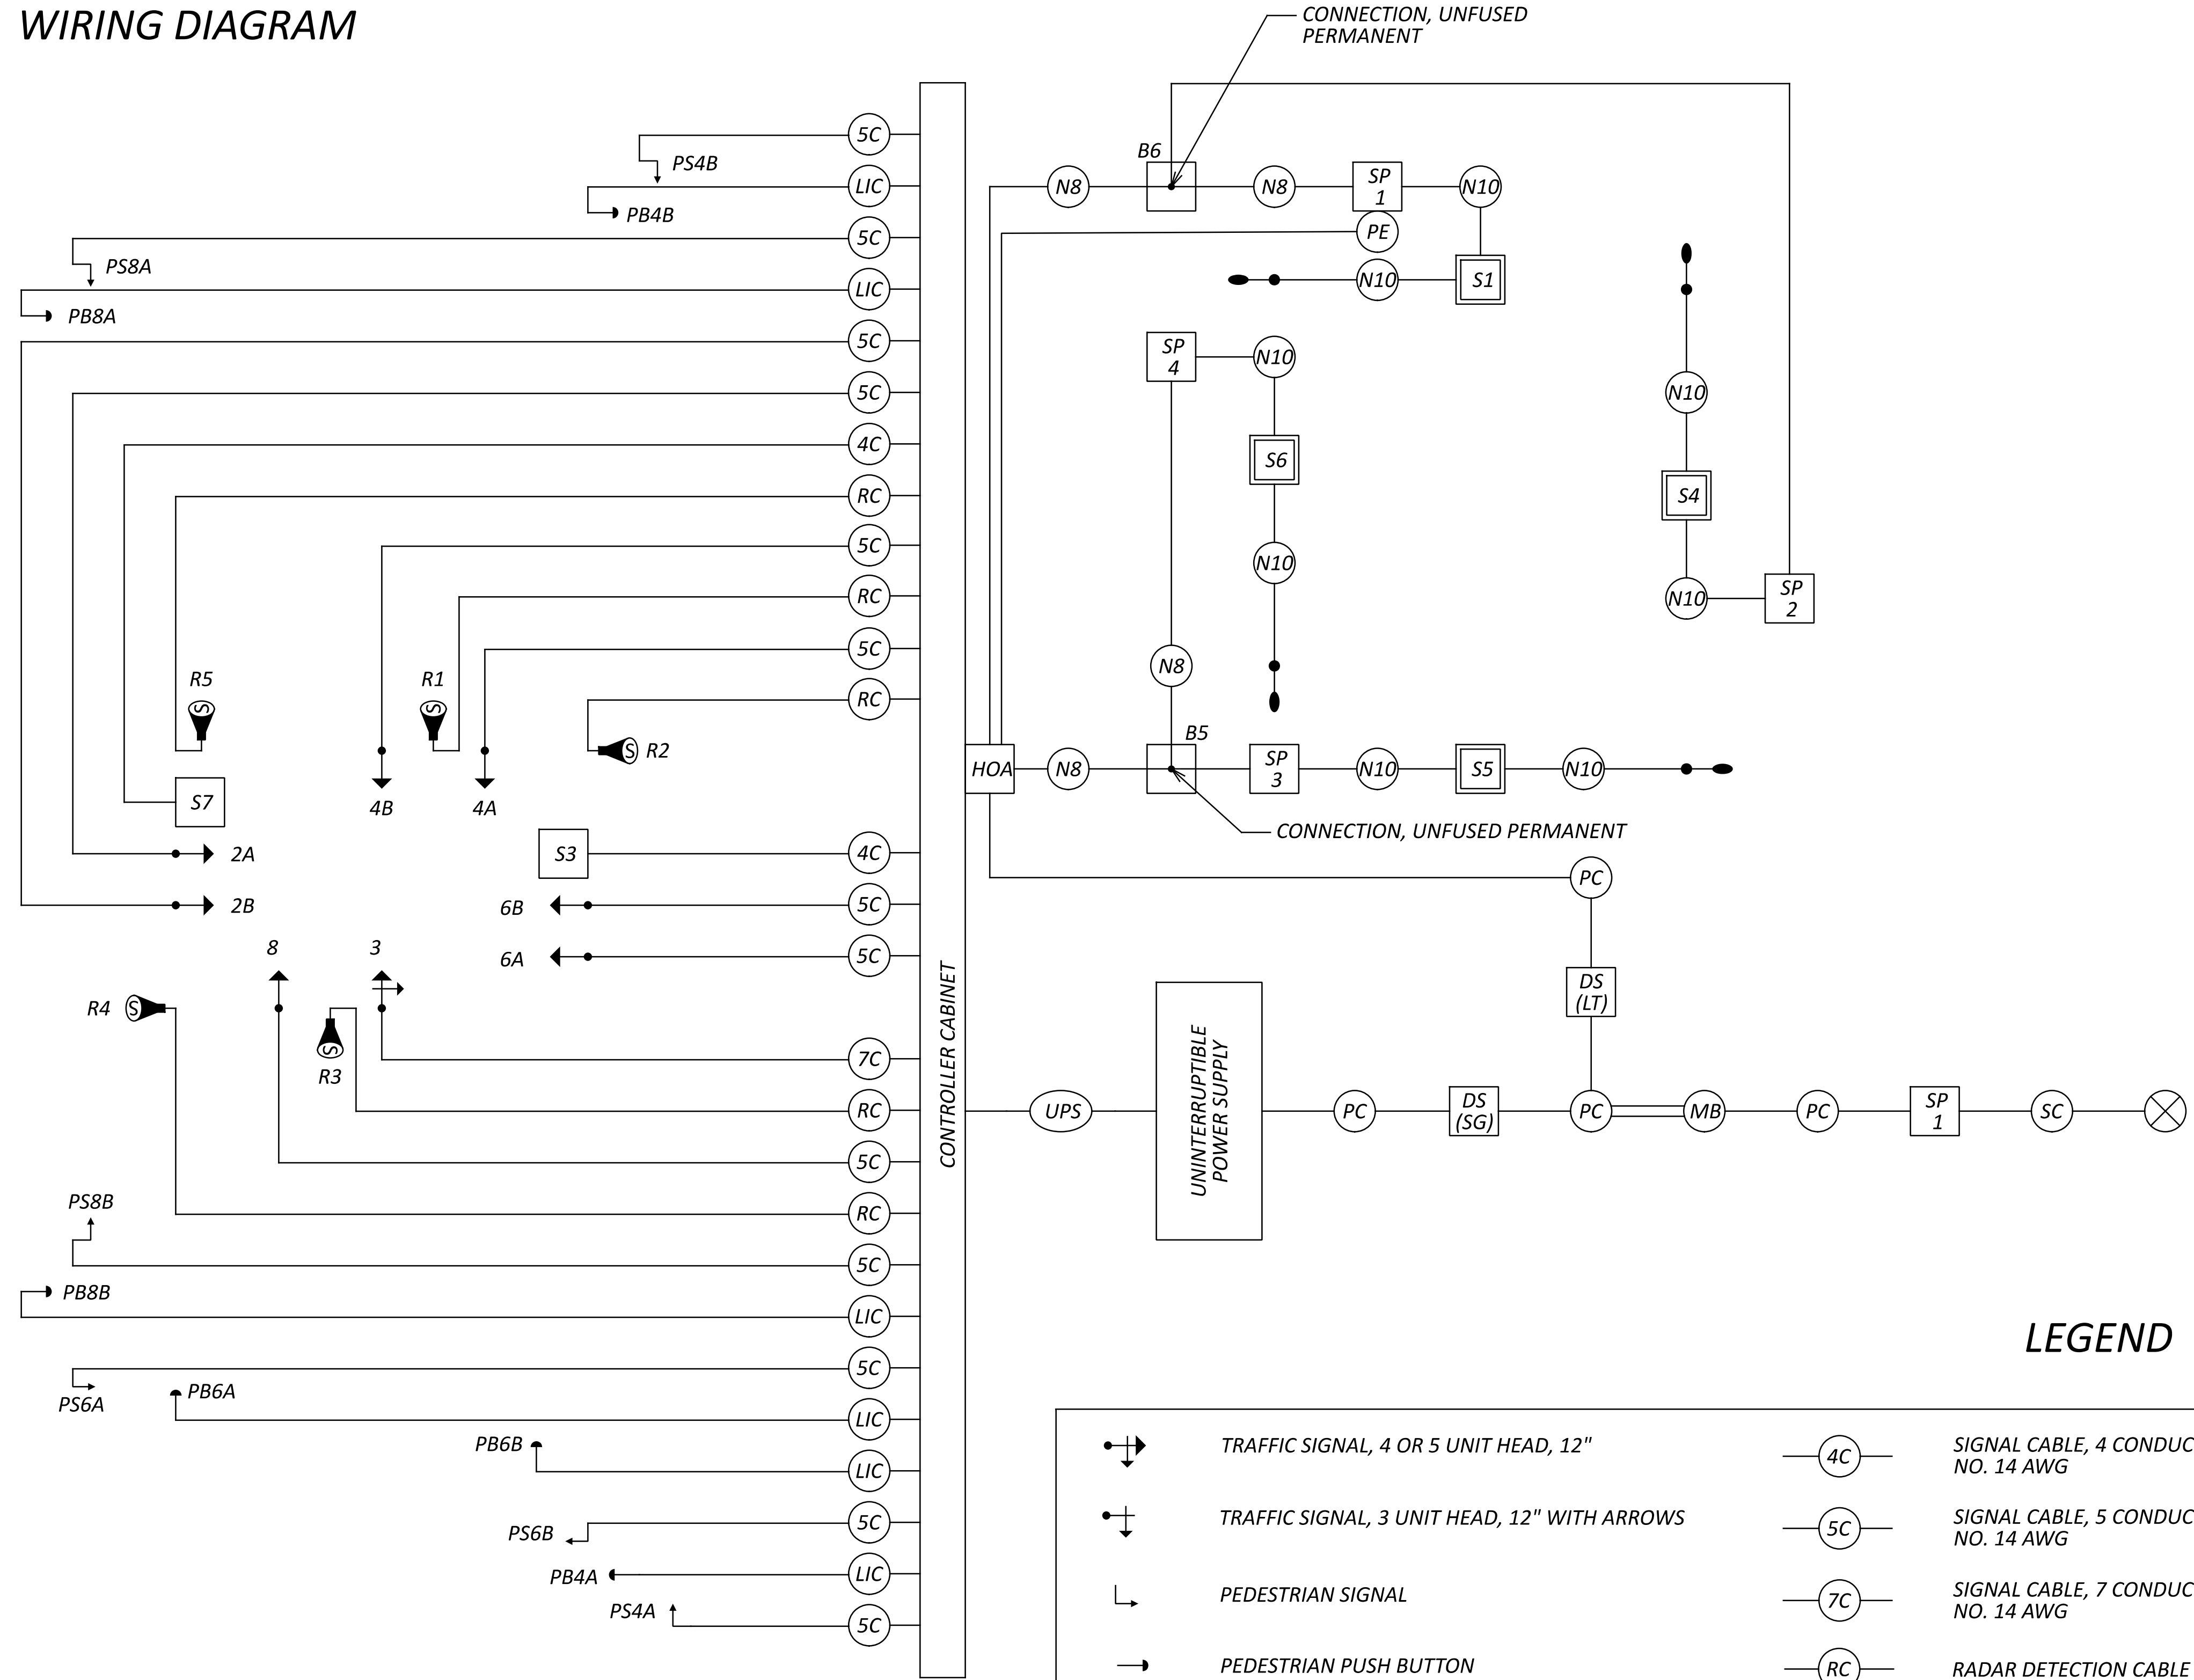 WIRING DIAGRAM
CONNECTION, UNFUSED
PERMANENT
5C
PS4B
LIC
PB4B
5C
PS8A
LIC
PB8A
5C
5C
4C
RC
5C
RC
5C
RC
R5
R1
R2
S7
4B
4A
2A
S3
4C
2B
6B
5C
8
3
6A
5C
R4
R3
7C
RC
5C
RC
PS8B
5C
PB8B
LIC
5C
PS6A
PB6A
LIC
PB6B
LIC
PS6B
5C
PB4A
LIC
PS4A
5C
CONTROLLER CABINET
B6
N8
N8
SP
1
N10
PE
N10
S1
SP
4
N10
S6
N10
N10
S4
N10
SP
2
N8
B5
HOA
N8
SP
3
N10
S5
N10
CONNECTION, UNFUSED PERMANENT
PC
DS
(LT)
UPS
UNINTERRUPTIBLE
POWER SUPPLY
PC
DS
(SG)
PC
MB
PC
SP
1
SC
LEGEND
TRAFFIC SIGNAL, 4 OR 5 UNIT HEAD, 12"
4C
SIGNAL CABLE, 4 CONDUC
NO. 14 AWG
TRAFFIC SIGNAL, 3 UNIT HEAD, 12" WITH ARROWS
5C
SIGNAL CABLE, 5 CONDUC
NO. 14 AWG
PEDESTRIAN SIGNAL
7C
SIGNAL CABLE, 7 CONDUC
NO. 14 AWG
PEDESTRIAN PUSH BUTTON
RC
RADAR DETECTION CABLE
S
S
S
S
S